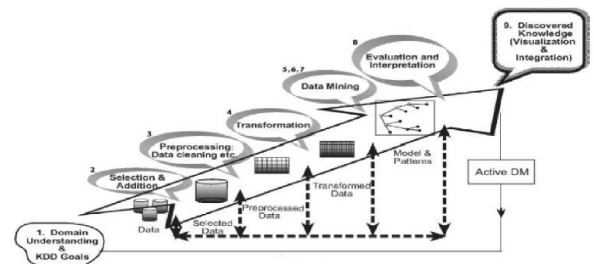 9. Discovered
Knowledge
(Visualization
&
Integration)
8
Evaluation and
Interpretation
5,6,7
Data Mining
4
Transformation
3
Preprocessing:
Data cleaning etc
2
Selection &
Addition
1. Domain
Understanding
&
KDD Goals
Data
Selected
Data
Preprocessed
Data
Transformed
Data
Model &
Patterns
Active DM